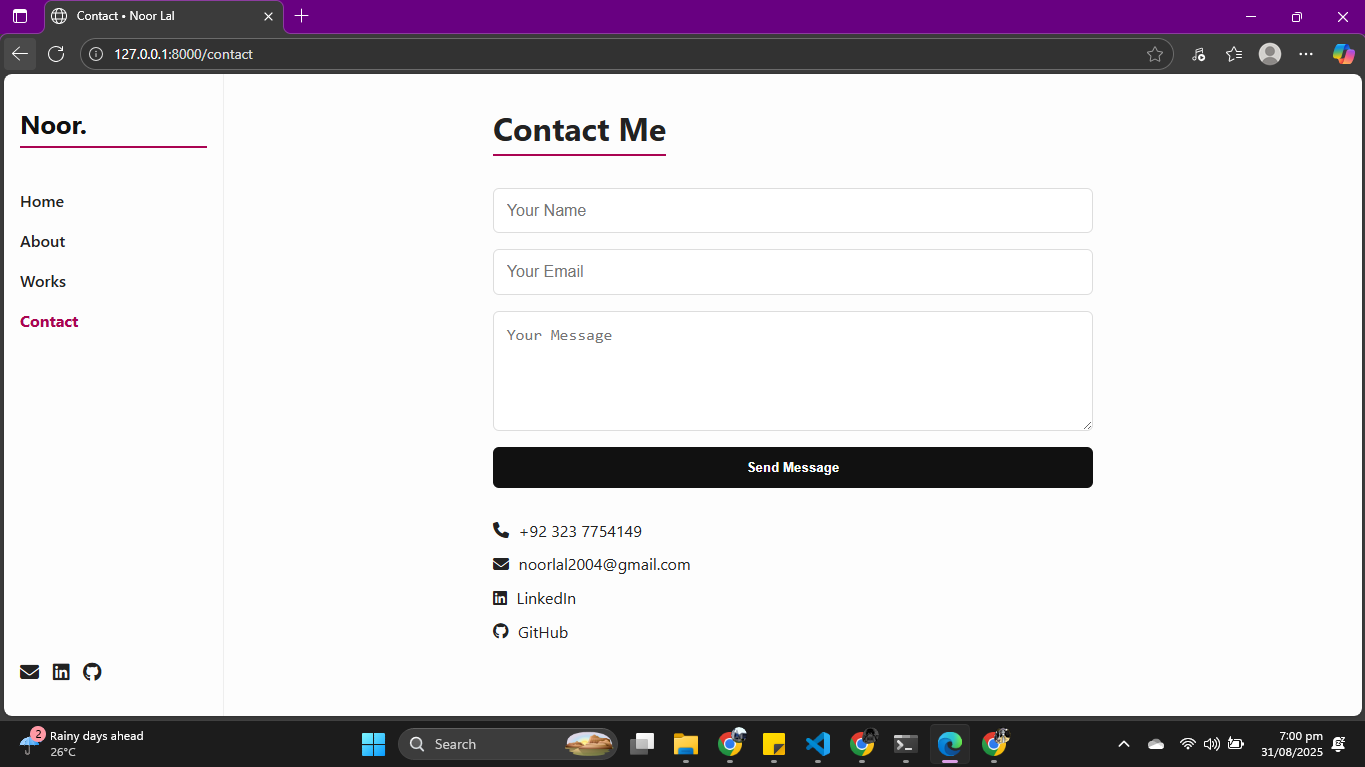 Contact • Noor Lal
127.0.0.1:8000/contact
Noor.
Home
About
Works
Contact
Contact Me
Your Name
Your Email
Your Message
Send Message
+92 323 7754149
noorlal2004@gmail.com
LinkedIn
GitHub
2
Rainy days ahead
26°C
Search
7:00 pm
31/08/2025